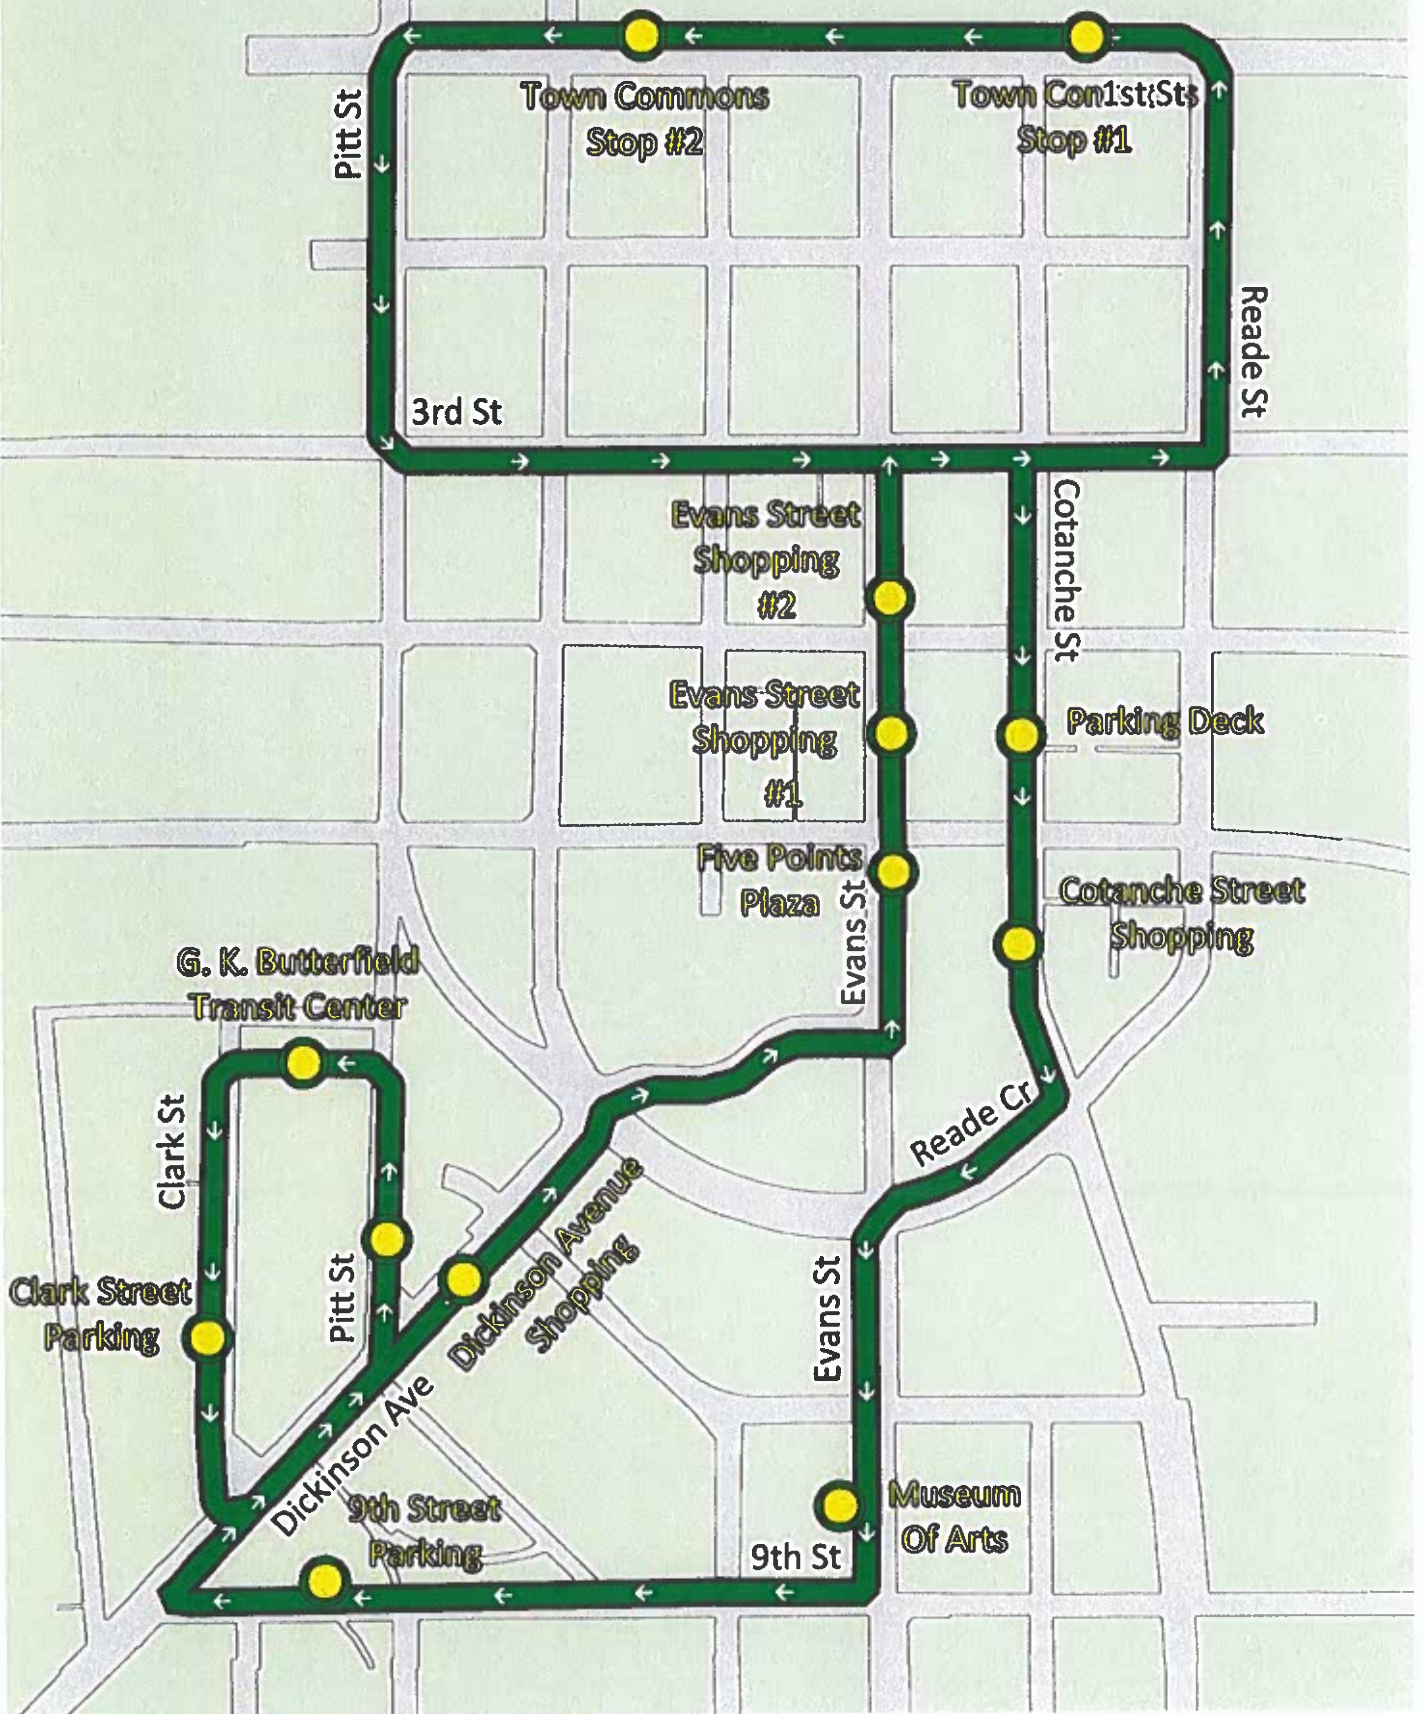 Town Commons
Stop #2
Town Con1st St
Stop #1
Pitt St
Reade St
3rd St
Evans Street
Shopping
#2
Cotanche St
Evans Street
Shopping
#1
Parking Deck
Five Points
Plaza
Evans St
Cotanche Street
Shopping
G. K. Butterfield
Transit Center
Clark St
Reade Cr
Pitt St
Dickinson Avenue
Shopping
Clark Street
Parking
Evans St
Dickinson Ave
9th Street
Parking
Museum
Of Arts
9th St